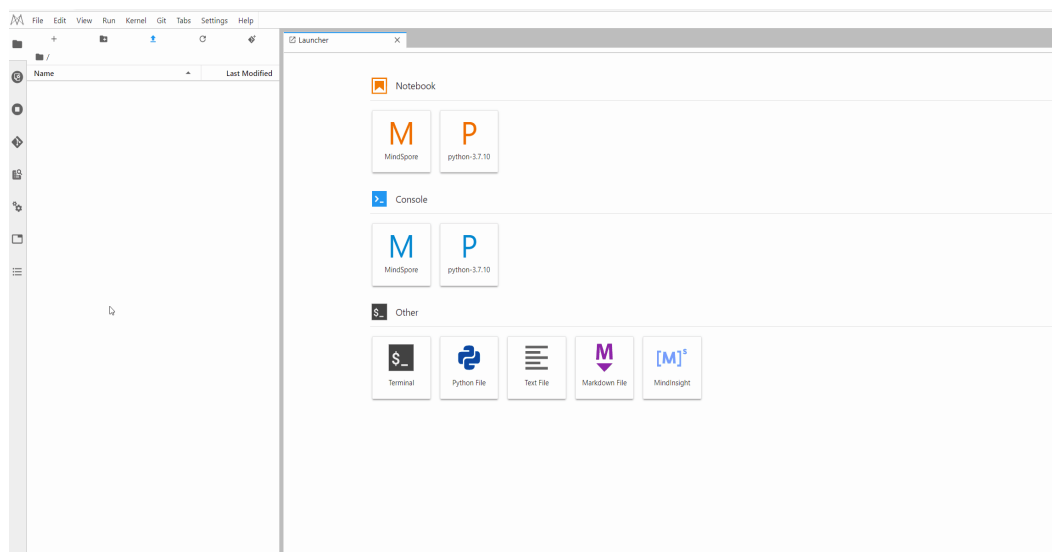 File Edit View Run Kernel Git Tabs Settings Help
Launcher
/
Name Last Modified
Notebook
M P
MindSpore python-3.7.10
Console
M P
MindSpore python-3.7.10
$_ Other
$_ M [M]s
Terminal Python File Text File Markdown File MindInsight